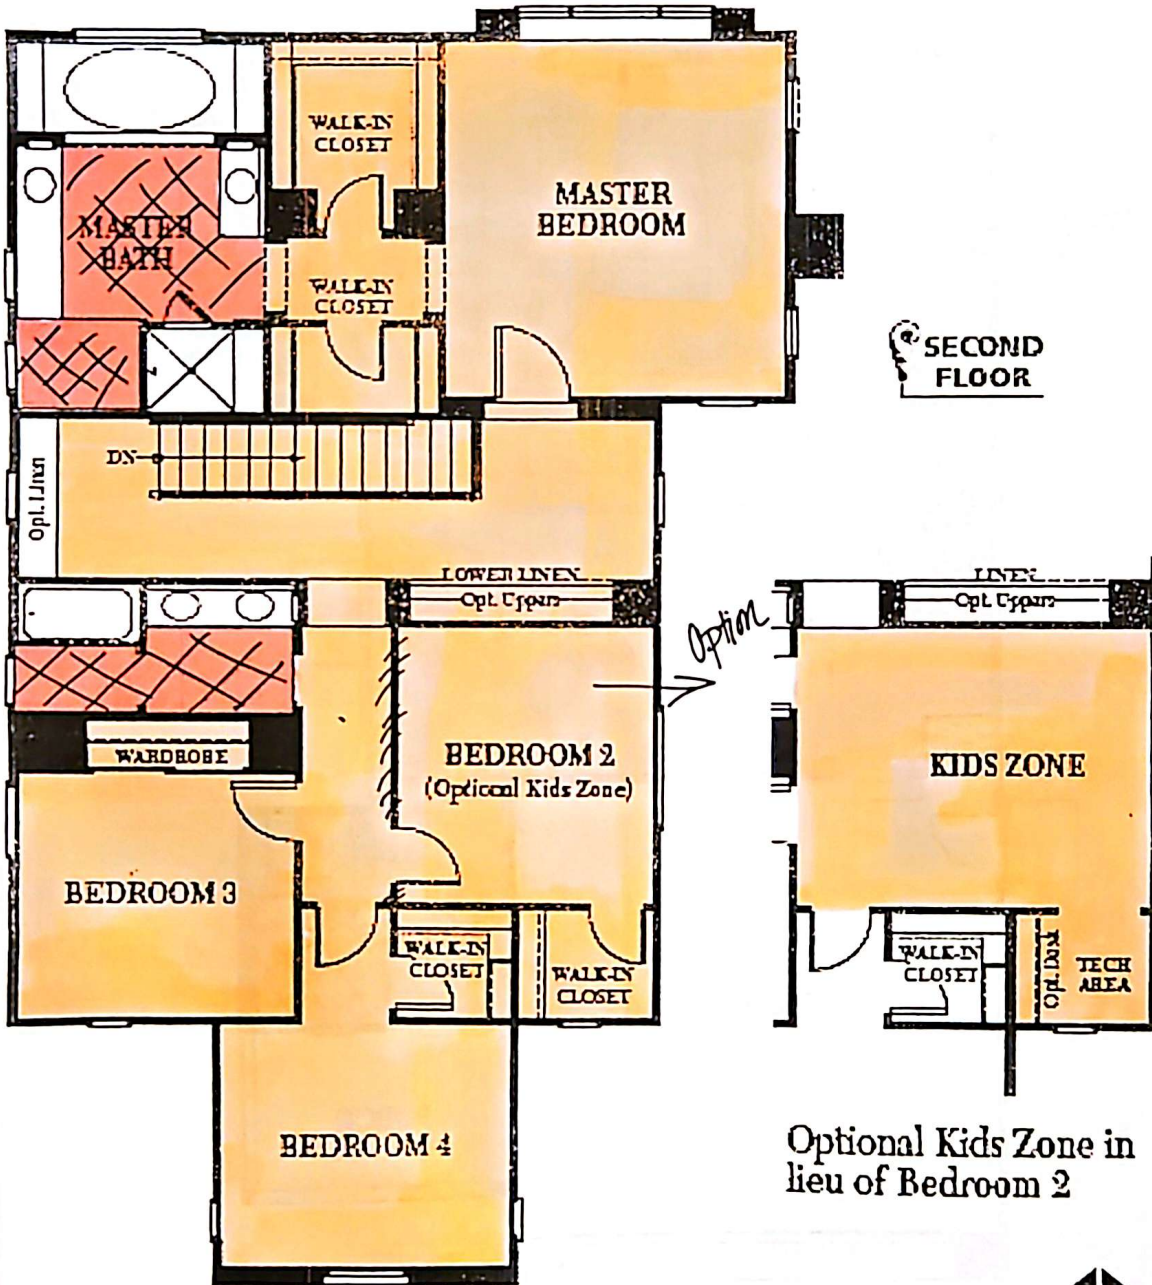 WALK-IN
CLOSET
MASTER
BEDROOM
MASTER
BATH
WALK-IN
CLOSET
SECOND
FLOOR
DN
Opt. Linen
LOWER LINEN
Opt. Uppers
LINEN
Opt. Uppers
Option
WARDROBE
BEDROOM 2
(Optional Kids Zone)
KIDS ZONE
BEDROOM 3
WALK-IN
CLOSET
WALK-IN
CLOSET
WALK-IN
CLOSET
Opt. Desk
TECH
AREA
BEDROOM 4
Optional Kids Zone in
lieu of Bedroom 2